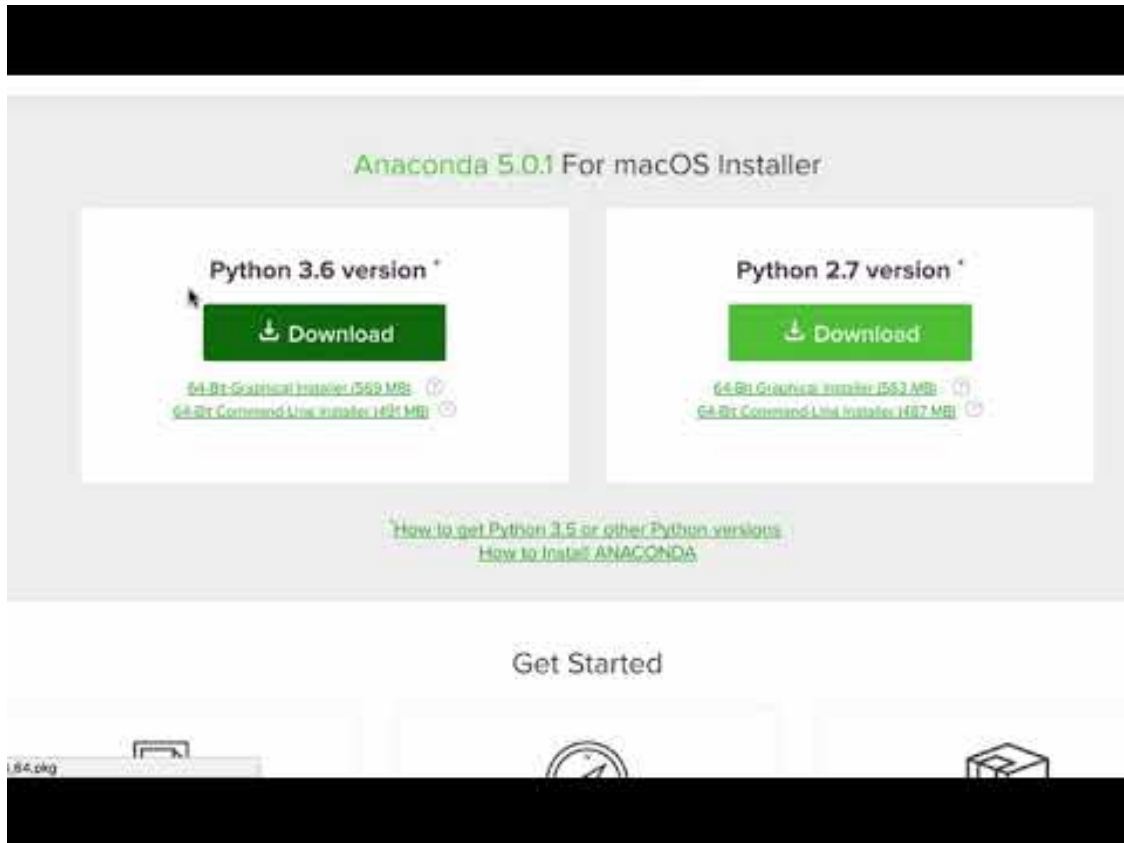 Anaconda 5.0.1 For macOS Installer
Python 3.6 version *
Download
64-Bit Graphical Installer (569 MB) ?
64-Bit Command Line Installer (491 MB) ?
Python 2.7 version *
Download
64-Bit Graphical Installer (563 MB) ?
64-Bit Command Line Installer (487 MB) ?
*How to get Python 3.5 or other Python versions
How to Install ANACONDA
Get Started
64.pkg